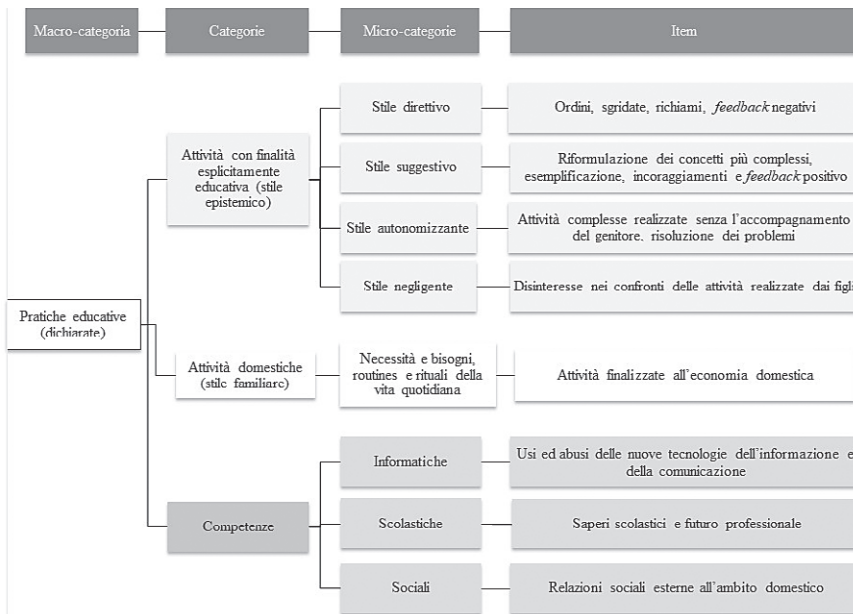 Macro-categoria
Categorie
Micro-categorie
Item
Stile direttivo
Ordini, sgridate, richiami, feedback negativi
Attività con finalità
esplicitamente
educativa (stile
epistemico)
Stile suggestivo
Riformulazione dei concetti più complessi,
esemplificazione, incoraggiamenti e feedback positivo
Stile autonomizzante
Attività complesse realizzate senza l'accompagnamento
del genitore, risoluzione dei problemi
Stile negligente
Disinteresse nei confronti delle attività realizzate dai
Pratiche educative
(dichiarate)
Attività domestiche
(stile familiare)
Necessità e bisogni,
routines e rituali della
vita quotidiana
Attività finalizzate all'economia domestica
Competenze
Informatiche
Usi ed abusi delle nuove tecnologie dell'informazione e
della comunicazione
Scolastiche
Saperi scolastici e futuro professionale
Sociali
Relazioni sociali esterne all'ambito domestico